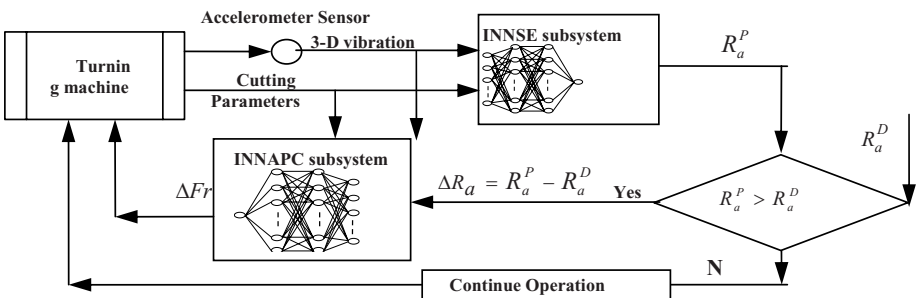 Accelerometer Sensor
3-D vibration
Turnin
g machine
Cutting
Parameters
INNSE subsystem
R_a^P
R_a^D
INNAPC subsystem
ΔFr
ΔR_a = R_a^P − R_a^D
Yes
R_a^P > R_a^D
N
Continue Operation